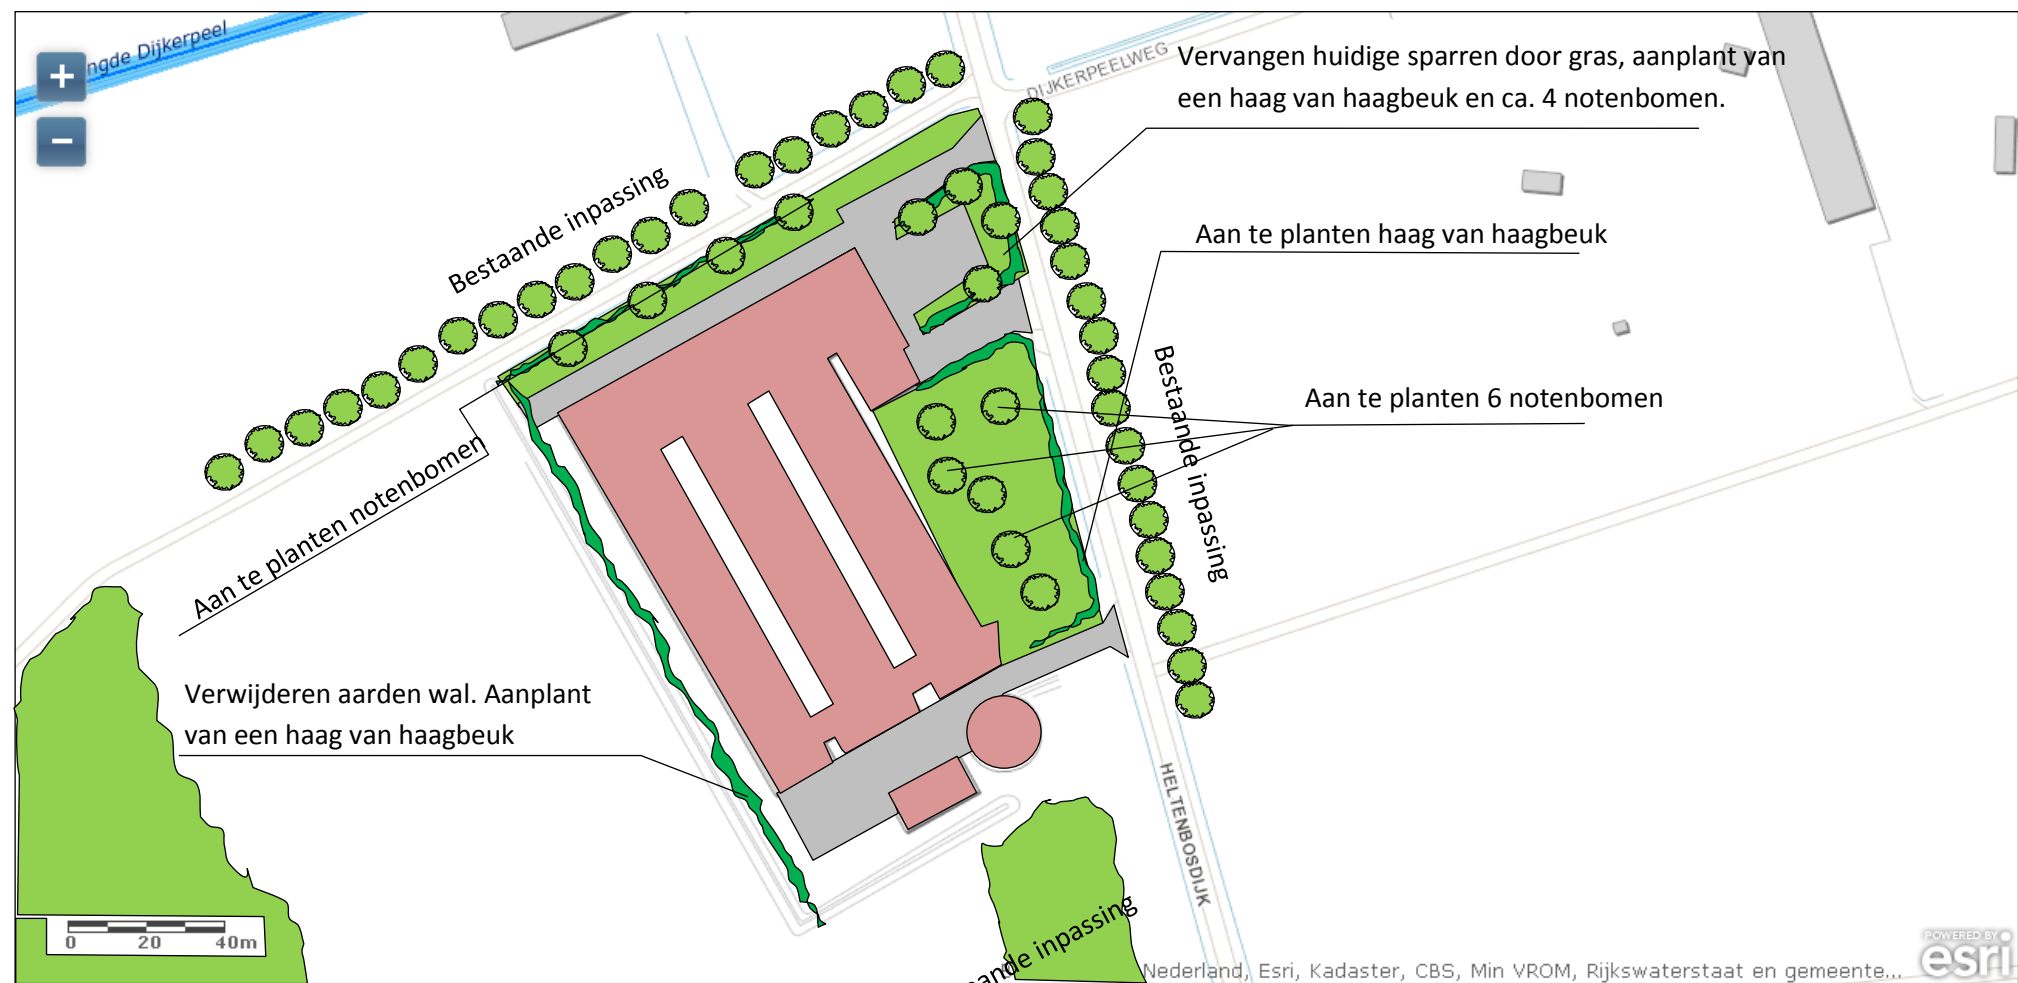 ngde Dijkerpeel
+
−
DIJKERPEELWEG
Vervangen huidige sparren door gras, aanplant van
een haag van haagbeuk en ca. 4 notenbomen.
Bestaande inpassing
Aan te planten haag van haagbeuk
Bestaande inpassing
Aan te planten 6 notenbomen
Aan te planten notenbomen
Verwijderen aarden wal. Aanplant
van een haag van haagbeuk
HELTENBOSDIJK
aande inpassing
0 20 40m
Nederland, Esri, Kadaster, CBS, Min VROM, Rijkswaterstaat en gemeente...
POWERED BY
esri